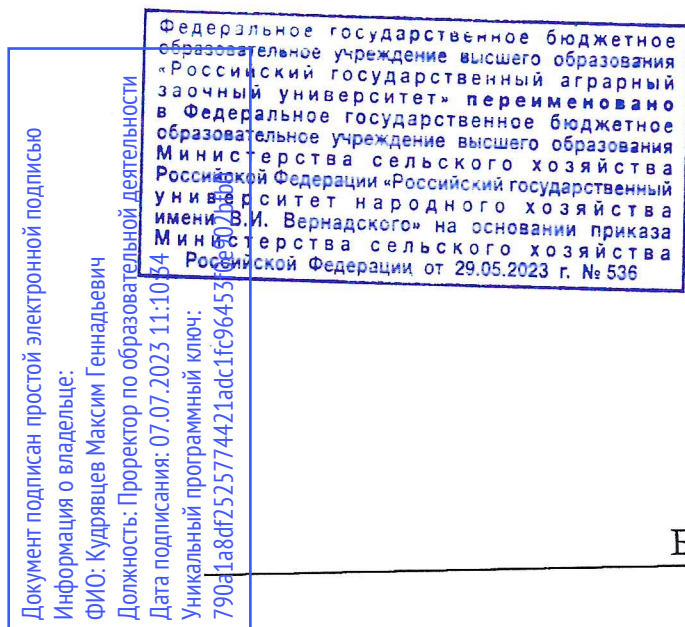 Федеральное государственное бюджетное
образовательное учреждение высшего образования
«Российский государственный аграрный
заочный университет» переименовано
в Федеральное государственное бюджетное
образовательное учреждение высшего образования
Министерства сельского хозяйства
Российской Федерации «Российский государственный
университет народного хозяйства
имени В.И. Вернадского» на основании приказа
Министерства сельского хозяйства
Российской Федерации от 29.05.2023 г. № 536
Документ подписан простой электронной подписью
Информация о владельце:
ФИО: Кудрявцев Максим Геннадьевич
Должность: Проректор по образовательной деятельности
Дата подписания: 07.07.2023 11:10:34
Уникальный программный ключ: